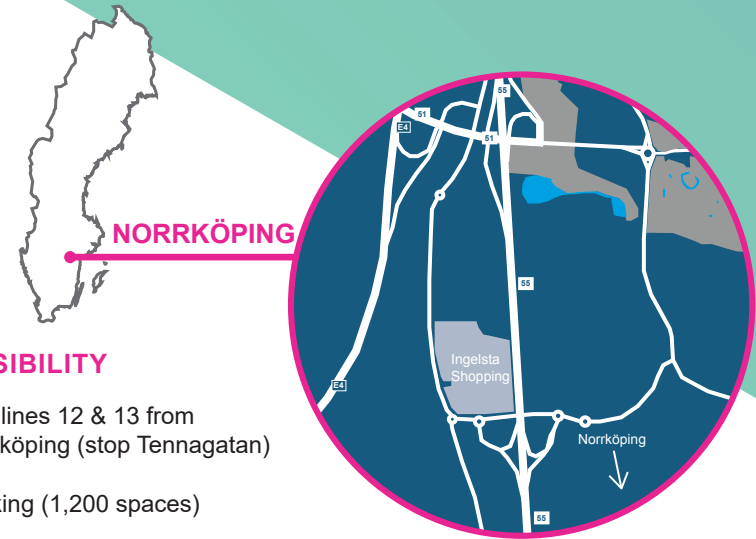 NORRKÖPING
SIBILITY
lines 12 & 13 from
köping (stop Tennagatan)
king (1,200 spaces)
55
51
E4
51
55
Ingelsta
Shopping
E4
Norrköping
55